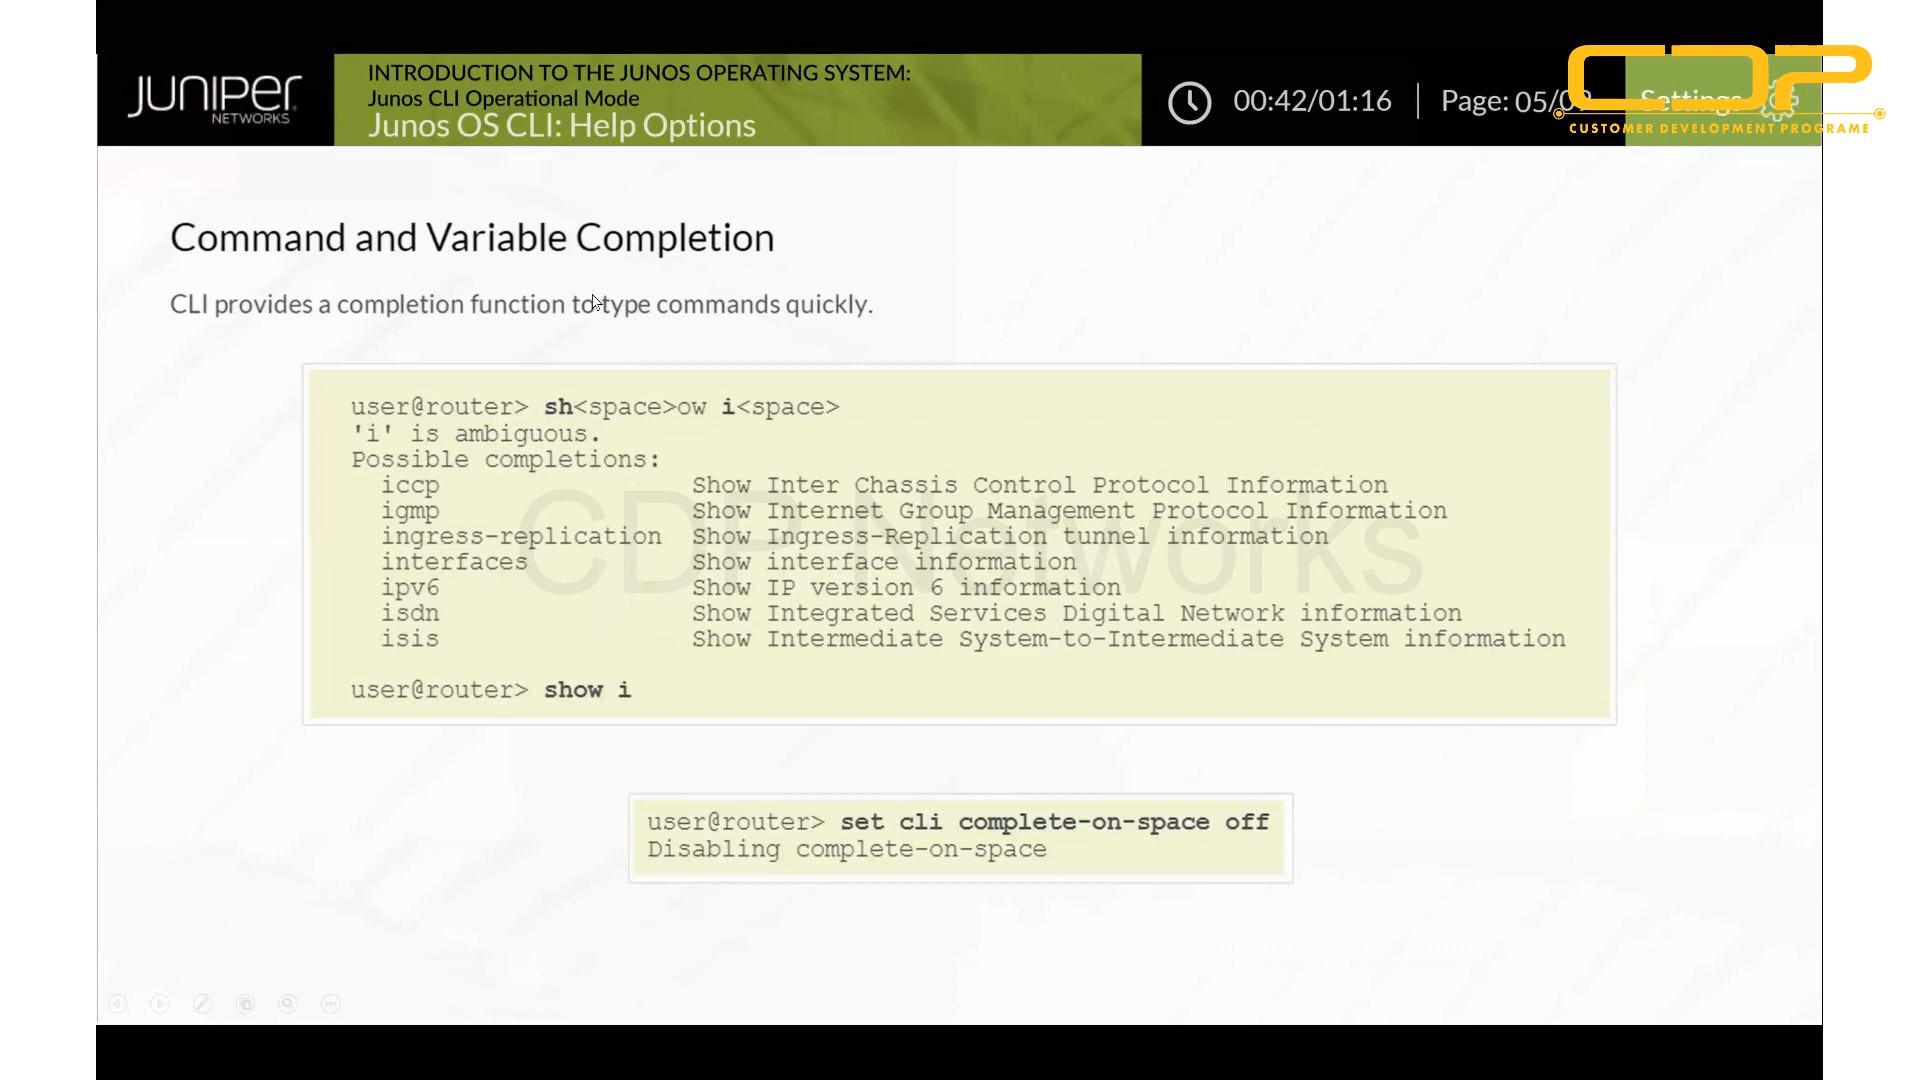 JUNIPER
NETWORKS
INTRODUCTION TO THE JUNOS OPERATING SYSTEM:
Junos CLI Operational Mode
Junos OS CLI: Help Options
00:42/01:16
Page: 05/
Settings
CDP
CUSTOMER DEVELOPMENT PROGRAME
Command and Variable Completion
CLI provides a completion function to type commands quickly.
user@router> sh<space>ow i<space>
'i' is ambiguous.
Possible completions:
iccp Show Inter Chassis Control Protocol Information
igmp Show Internet Group Management Protocol Information
ingress-replication Show Ingress-Replication tunnel information
interfaces Show interface information
ipv6 Show IP version 6 information
isdn Show Integrated Services Digital Network information
isis Show Intermediate System-to-Intermediate System information
user@router> show i
CDP Networks
user@router> set cli complete-on-space off
Disabling complete-on-space